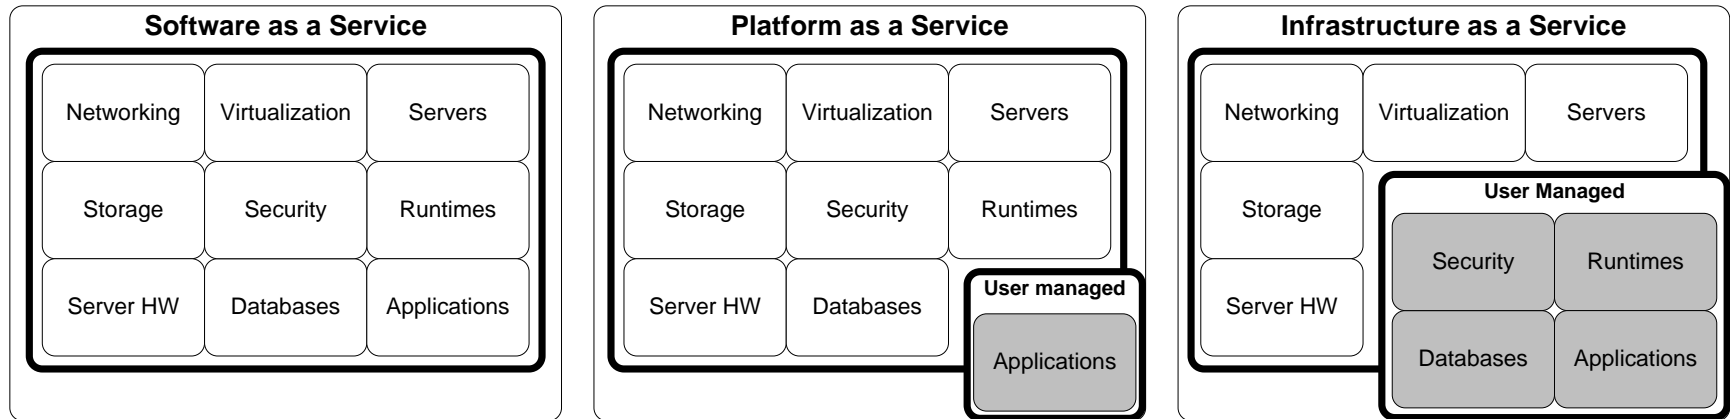 Software as a Service
Networking
Virtualization
Servers
Storage
Security
Runtimes
Server HW
Databases
Applications
Platform as a Service
Networking
Virtualization
Servers
Storage
Security
Runtimes
Server HW
Databases
User managed
Applications
Infrastructure as a Service
Networking
Virtualization
Servers
Storage
Server HW
User Managed
Security
Runtimes
Databases
Applications